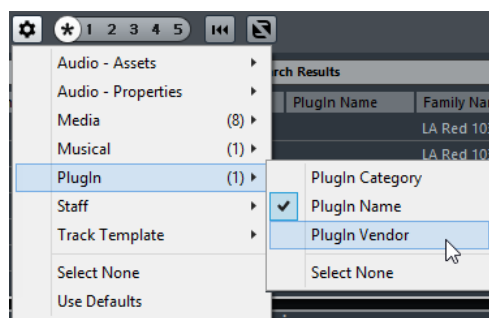 1 2 3 4 5
rch Results
PlugIn Name Family Na
LA Red 10
LA Red 10
Audio - Assets
Audio - Properties
Media (8)
Musical (1)
PlugIn (1)
Staff
Track Template
Select None
Use Defaults
PlugIn Category
PlugIn Name
PlugIn Vendor
Select None